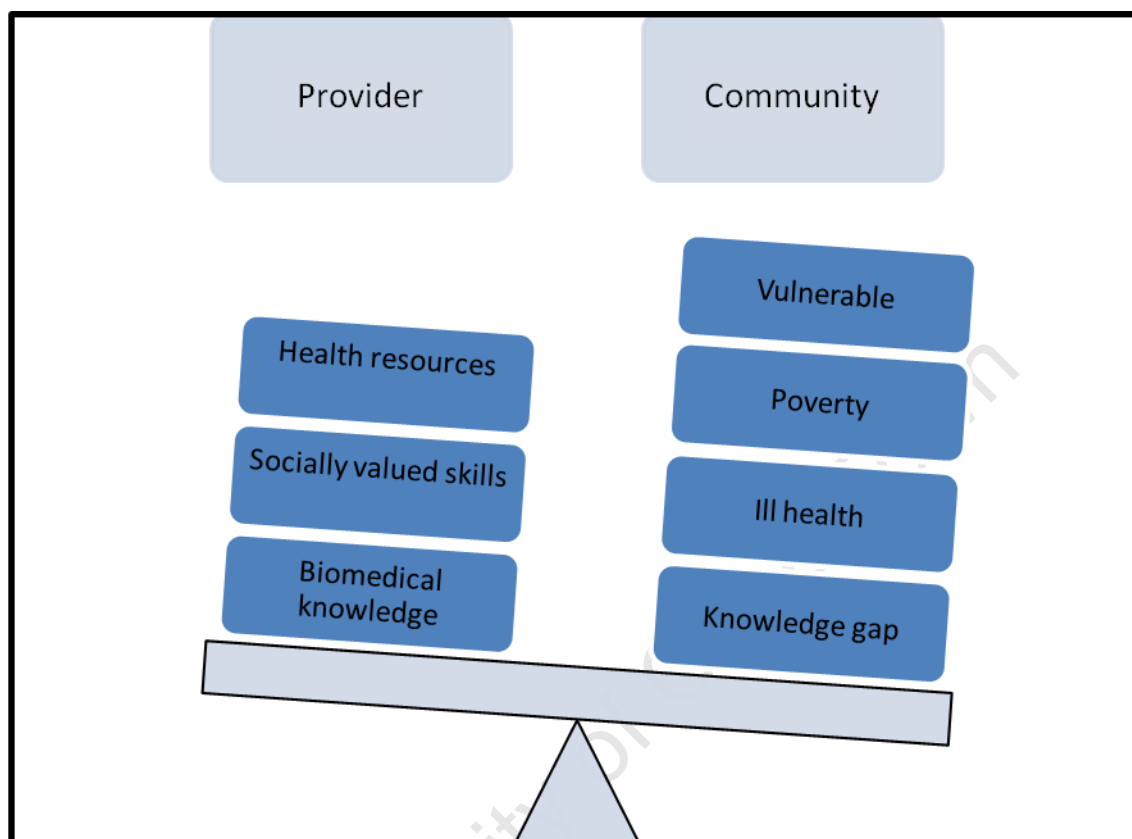 Provider
Community
Vulnerable
Health resources
Poverty
Socially valued skills
Ill health
Biomedical
knowledge
Knowledge gap